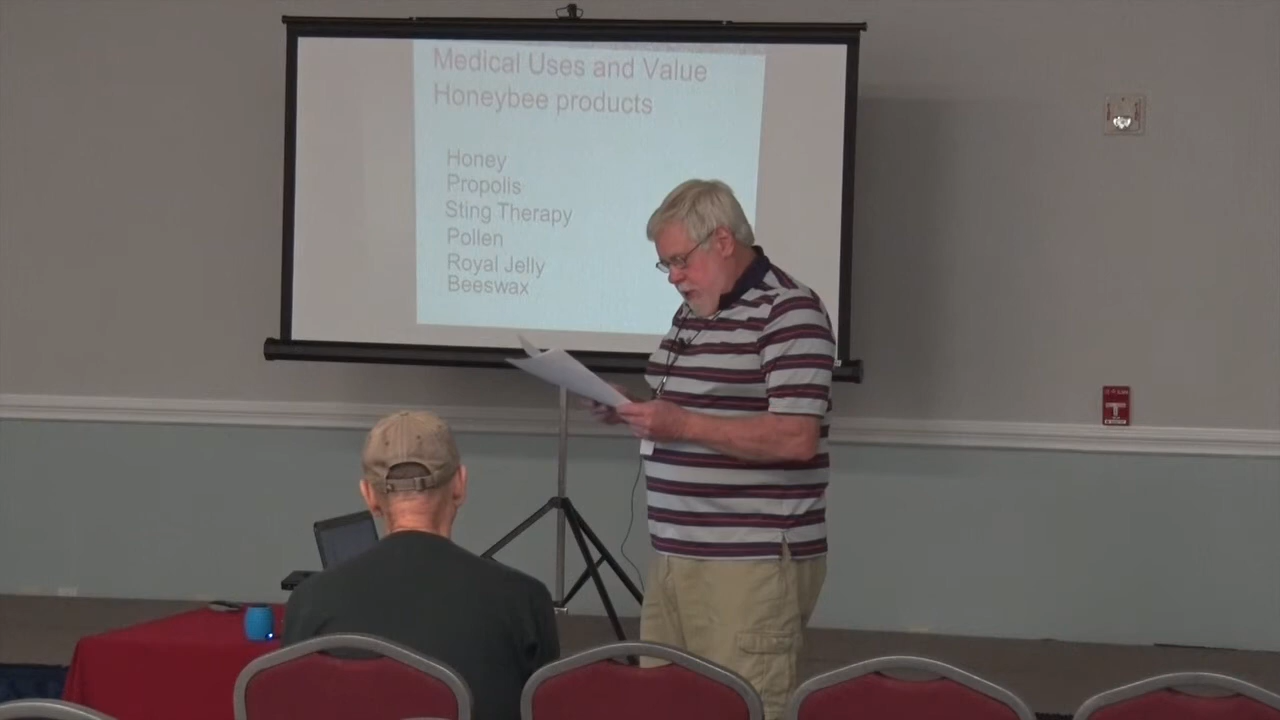 Medical Uses and Value
Honeybee products
Honey
Propolis
Sting Therapy
Pollen
Royal Jelly
Beeswax